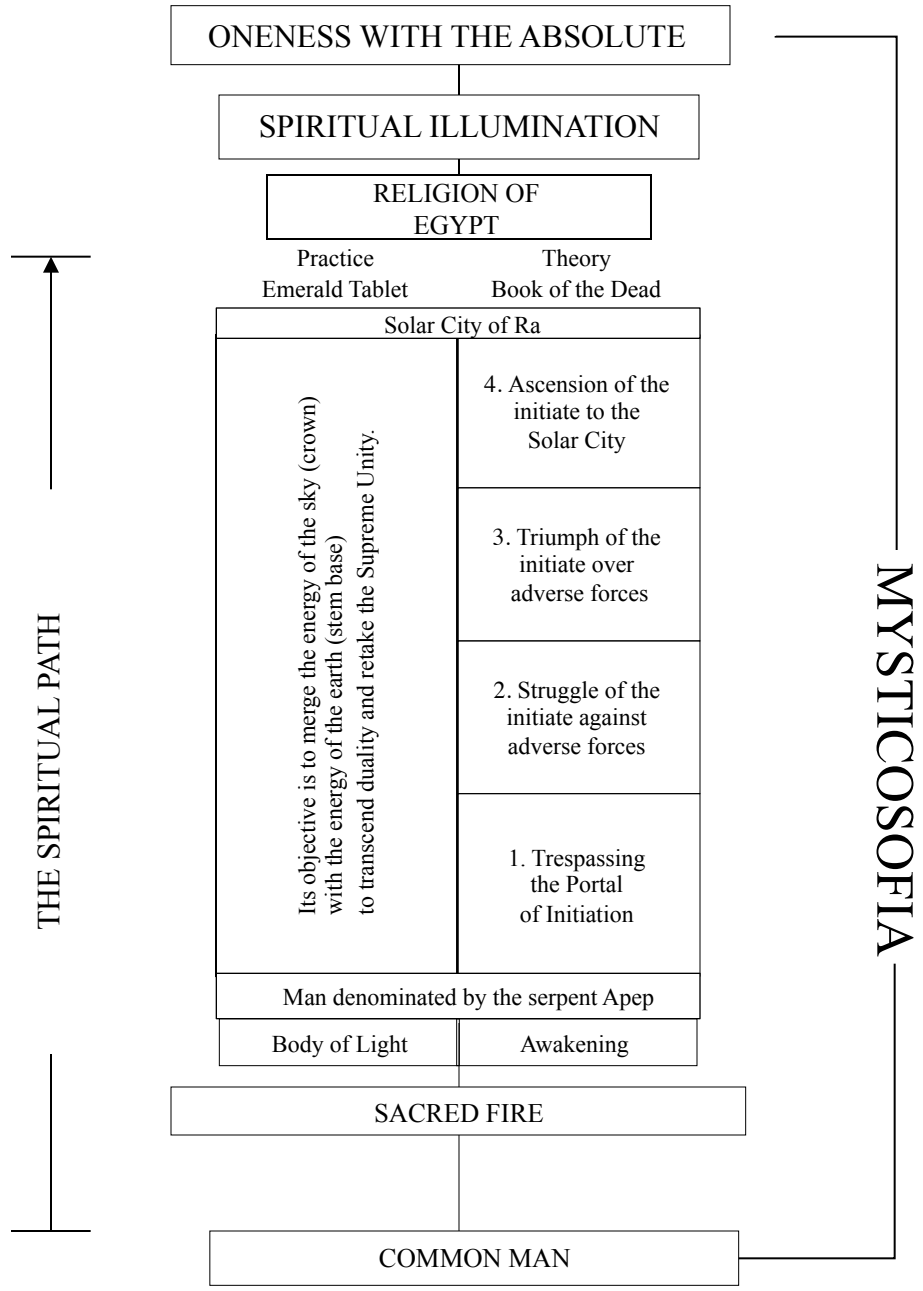 ONENESS WITH THE ABSOLUTE
SPIRITUAL ILLUMINATION
RELIGION OF
EGYPT
Practice
Emerald Tablet
Theory
Book of the Dead
Solar City of Ra
Its objective is to merge the energy of the sky (crown)
with the energy of the earth (stem base)
to transcend duality and retake the Supreme Unity.
4. Ascension of the
initiate to the
Solar City
3. Triumph of the
initiate over
adverse forces
2. Struggle of the
initiate against
adverse forces
1. Trespassing
the Portal
of Initiation
Man denominated by the serpent Apep
Body of Light
Awakening
SACRED FIRE
COMMON MAN
THE SPIRITUAL PATH
MYSTICOSOFIA